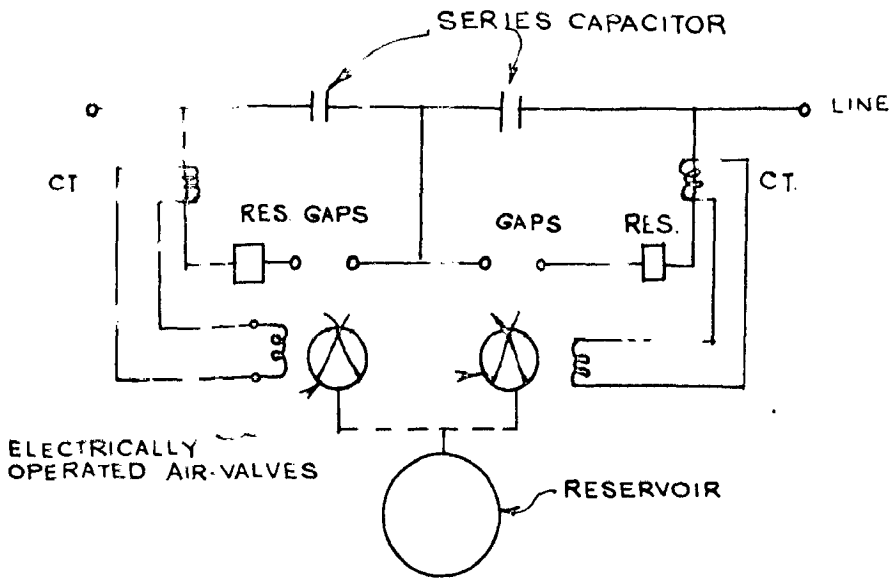 SERIES CAPACITOR
LINE
CT
CT.
RES. GAPS
GAPS
RES.
ELECTRICALLY
OPERATED AIR-VALVES
RESERVOIR